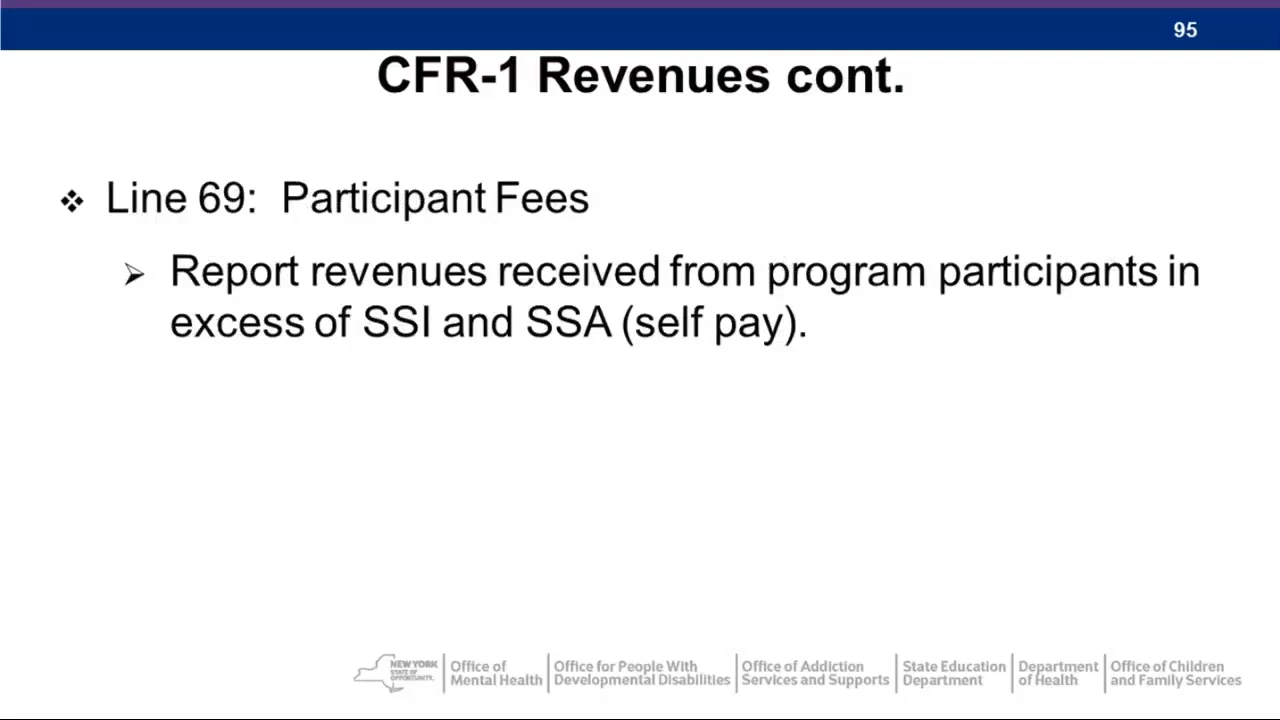 95
CFR-1 Revenues cont.
Line 69: Participant Fees
Report revenues received from program participants in
excess of SSI and SSA (self pay).
NEW YORK
STATE OF
OPPORTUNITY.
Office of
Mental Health
Office for People With
Developmental Disabilities
Office of Addiction
Services and Supports
State Education
Department
Department
of Health
Office of Children
and Family Services